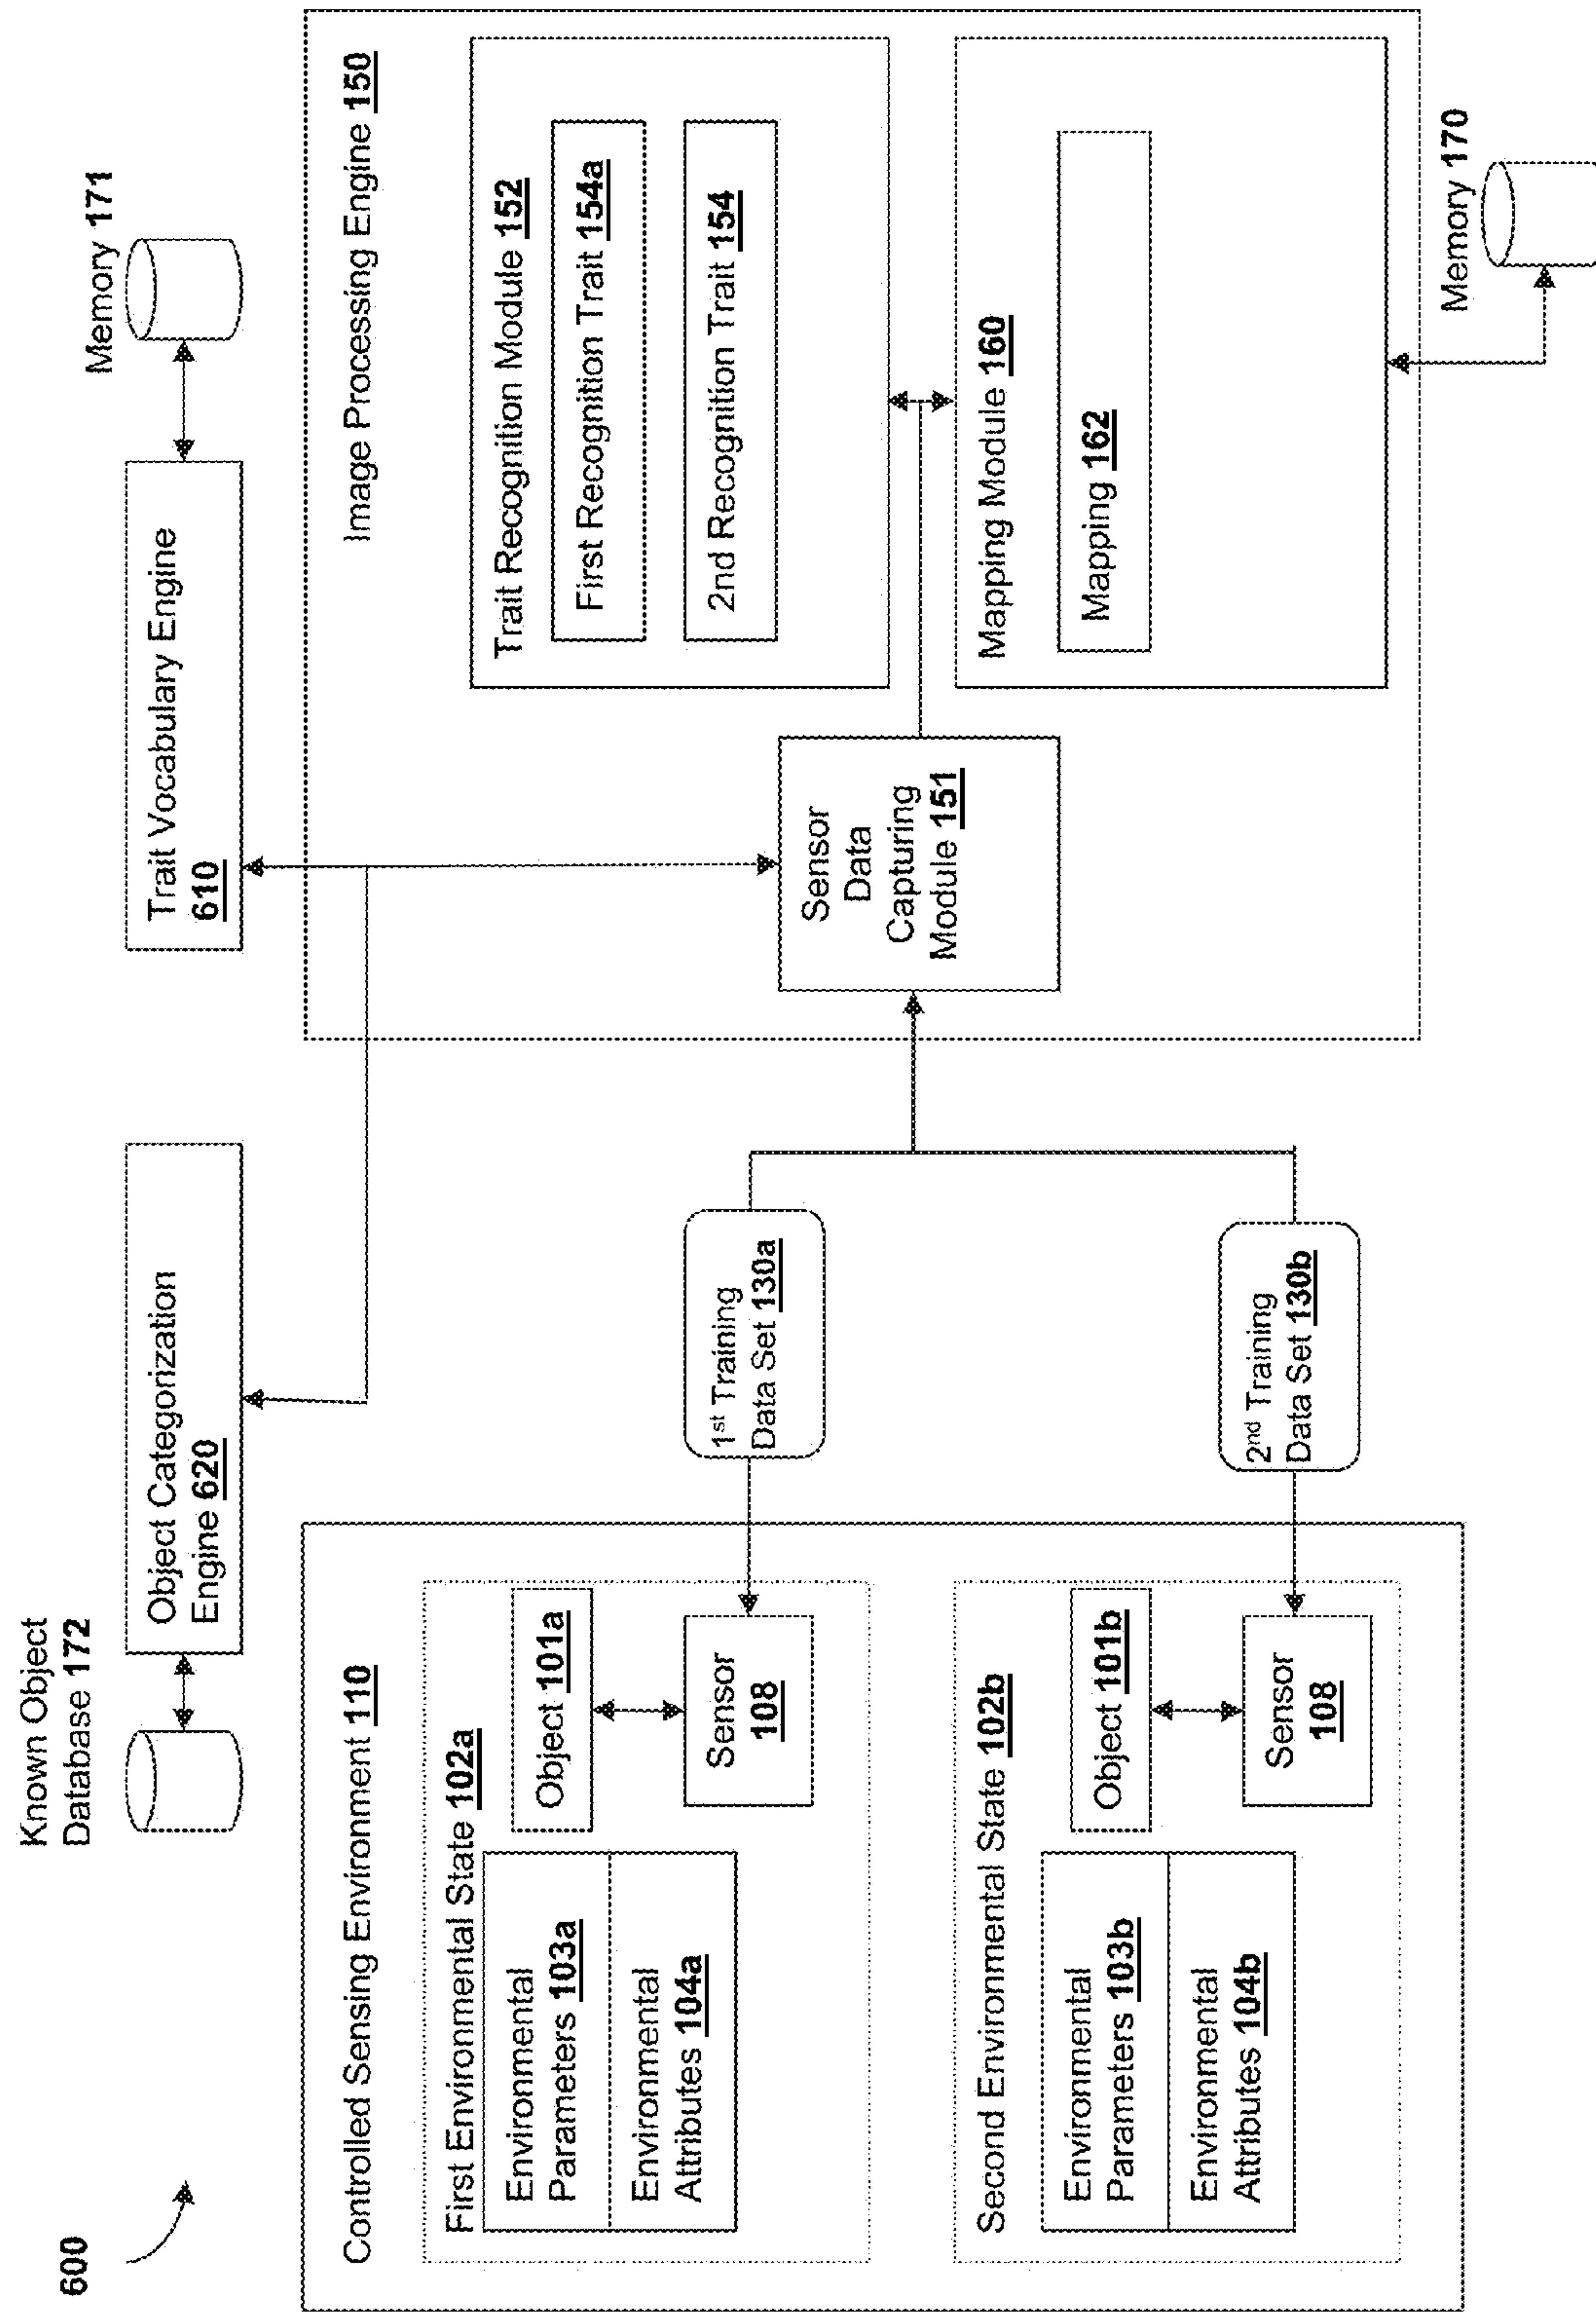 600
Known Object
Database 172
Object Categorization
Engine 620
Trait Vocabulary Engine
610
Memory 171
Controlled Sensing Environment 110
First Environmental State 102a
Environmental
Parameters 103a
Environmental
Attributes 104a
Object 101a
Sensor
108
Second Environmental State 102b
Environmental
Parameters 103b
Environmental
Attributes 104b
Object 101b
Sensor
108
1st Training
Data Set 130a
2nd Training
Data Set 130b
Image Processing Engine 150
Sensor
Data
Capturing
Module 151
Trait Recognition Module 152
First Recognition Trait 154a
2nd Recognition Trait 154
Mapping Module 160
Mapping 162
Memory 170